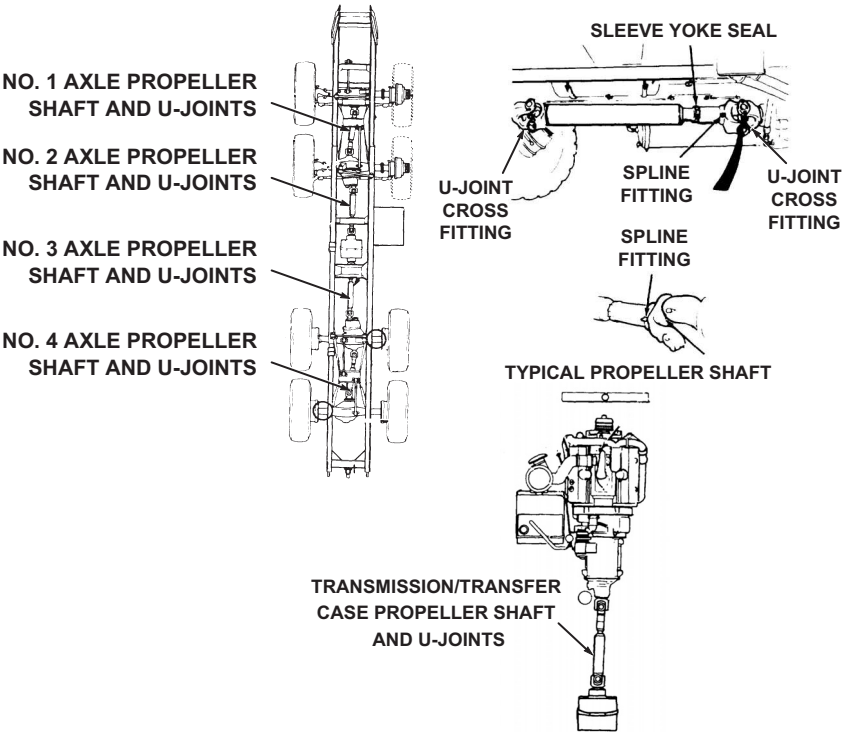 NO. 1 AXLE PROPELLER
SHAFT AND U-JOINTS
NO. 2 AXLE PROPELLER
SHAFT AND U-JOINTS
NO. 3 AXLE PROPELLER
SHAFT AND U-JOINTS
NO. 4 AXLE PROPELLER
SHAFT AND U-JOINTS
SLEEVE YOKE SEAL
U-JOINT
CROSS
FITTING
SPLINE
FITTING
U-JOINT
CROSS
FITTING
SPLINE
FITTING
TYPICAL PROPELLER SHAFT
TRANSMISSION/TRANSFER
CASE PROPELLER SHAFT
AND U-JOINTS